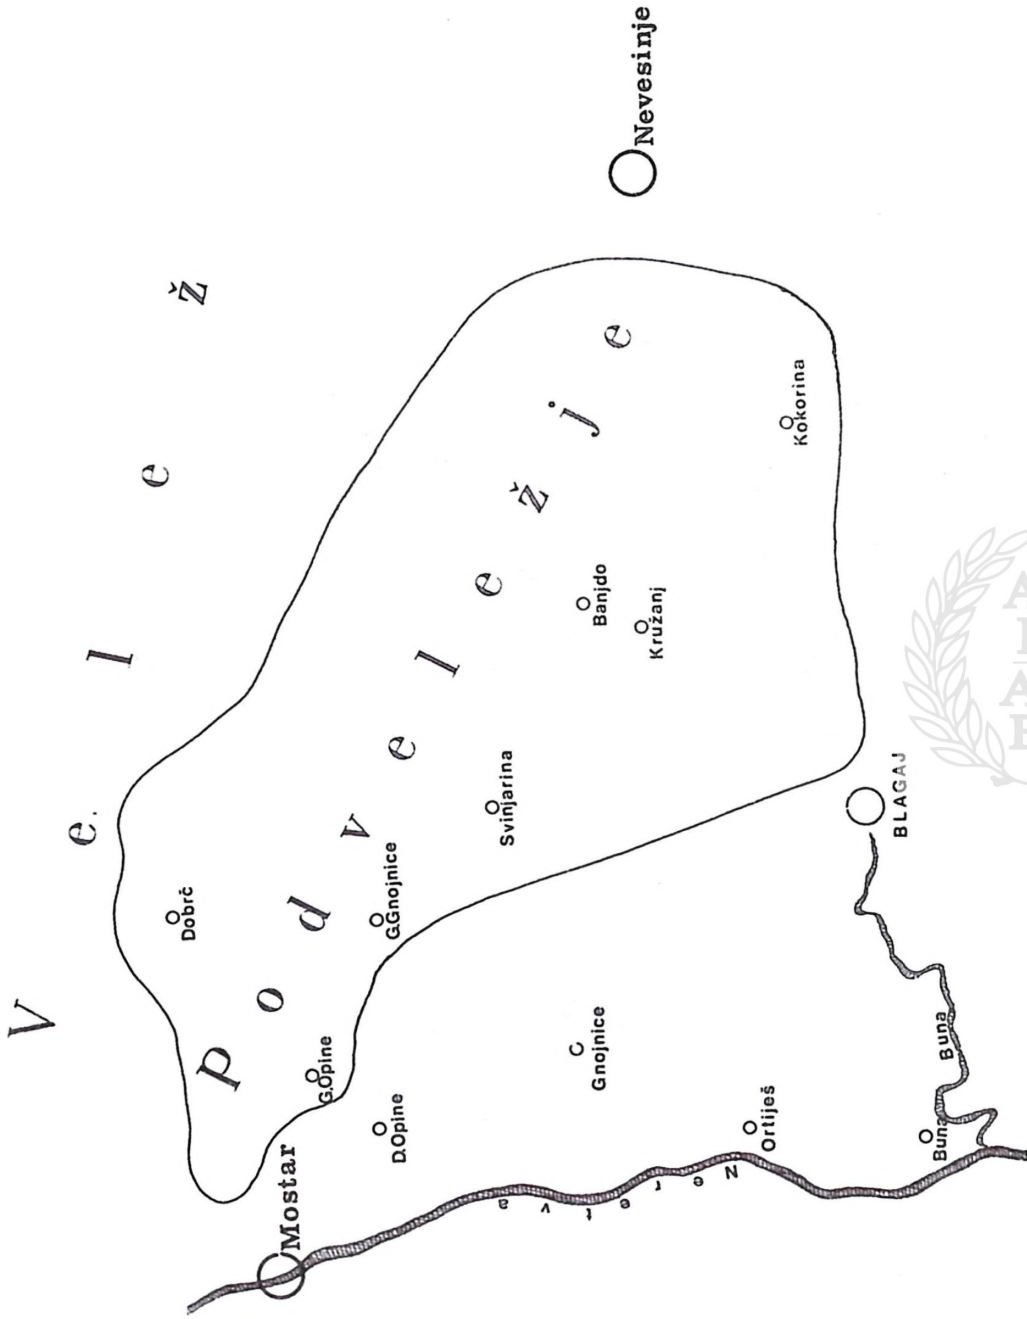 Velež
podveležje
Nevesinje
Mostar
Dobrč
G.Opine
D.Opine
G.Gnojnice
Gnojnice
Svinjarina
Banjdo
Kružanj
Kokorina
BLAGAJ
Ortiješ
Buna
Buna
Neretva